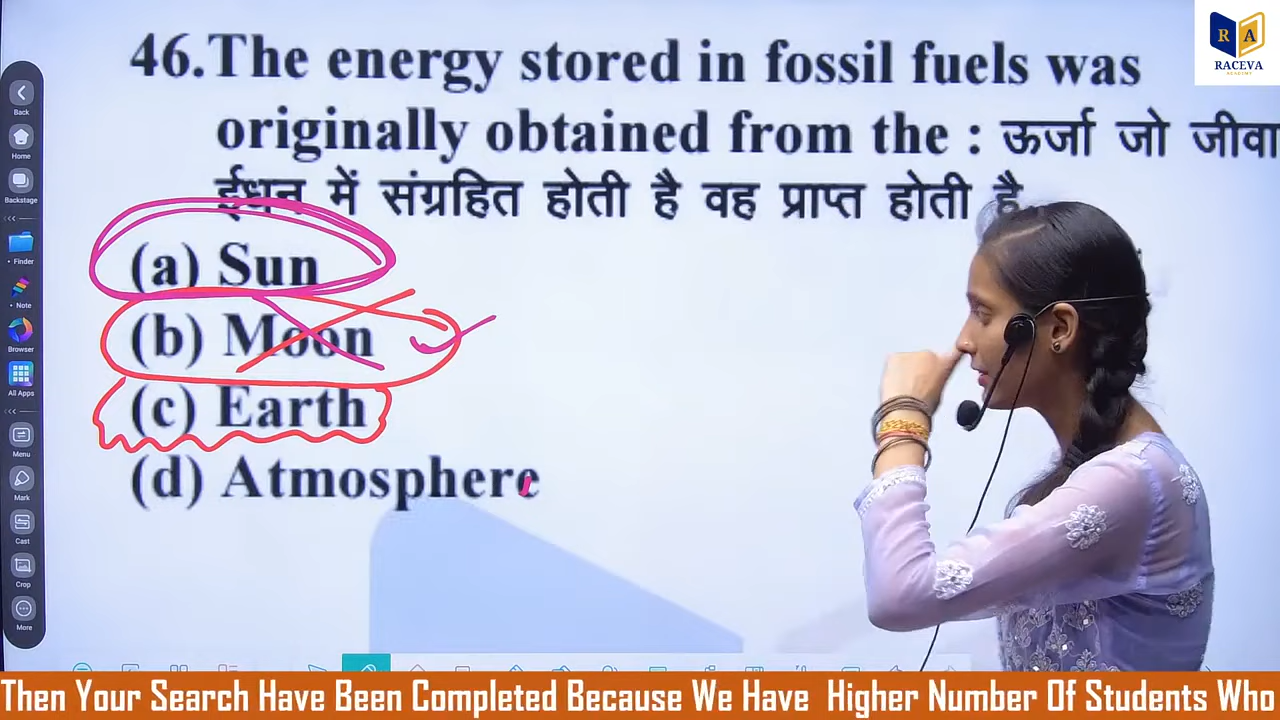 46.The energy stored in fossil fuels was
originally obtained from the : ऊर्जा जो जीवा
ईधन में संग्रहित होती है वह प्राप्त होती है
(a) Sun
(b) Moon
(c) Earth
(d) Atmosphere
R A
RACEVA
ACADEMY
Back
Home
Backstage
Finder
Note
Browser
All Apps
Menu
Mark
Cast
Crop
More
Then Your Search Have Been Completed Because We Have Higher Number Of Students Who